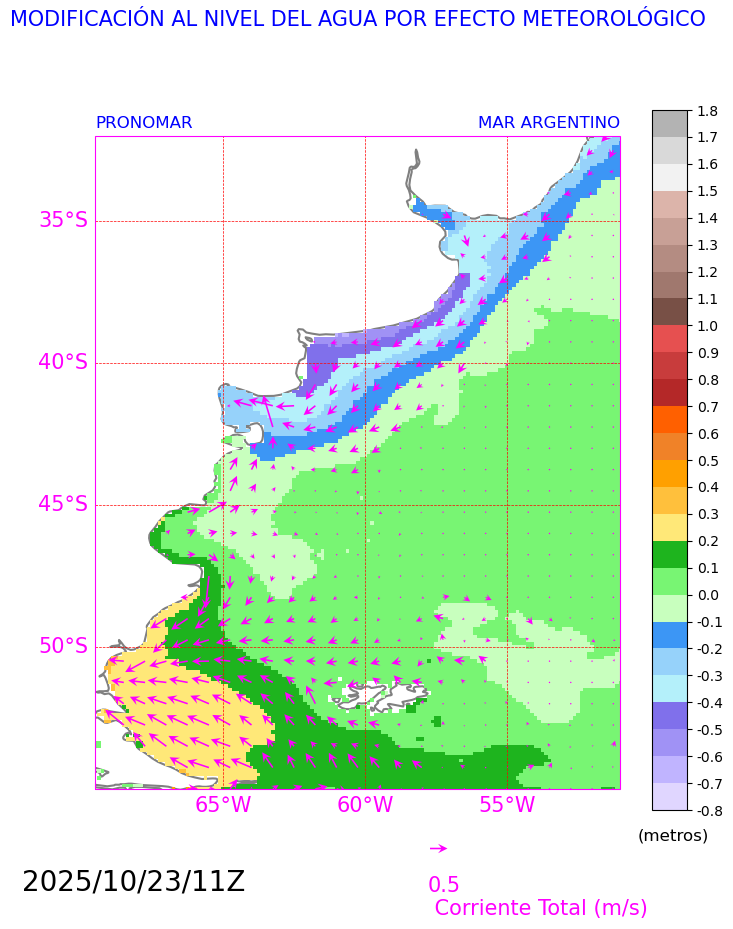 MODIFICACIÓN AL NIVEL DEL AGUA POR EFECTO METEOROLÓGICO
PRONOMAR MAR ARGENTINO
35°S
40°S
45°S
50°S
65°W 60°W 55°W
1.8
1.7
1.6
1.5
1.4
1.3
1.2
1.1
1.0
0.9
0.8
0.7
0.6
0.5
0.4
0.3
0.2
0.1
0.0
-0.1
-0.2
-0.3
-0.4
-0.5
-0.6
-0.7
-0.8
(metros)
2025/10/23/11Z
0.5
Corriente Total (m/s)